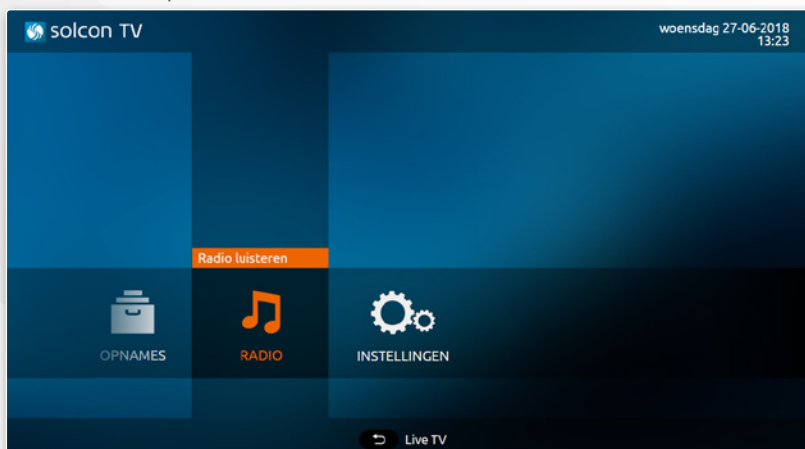 solcon TV
woensdag 27-06-2018
13:23
Radio luisteren
OPNAMES
RADIO
INSTELLINGEN
Live TV